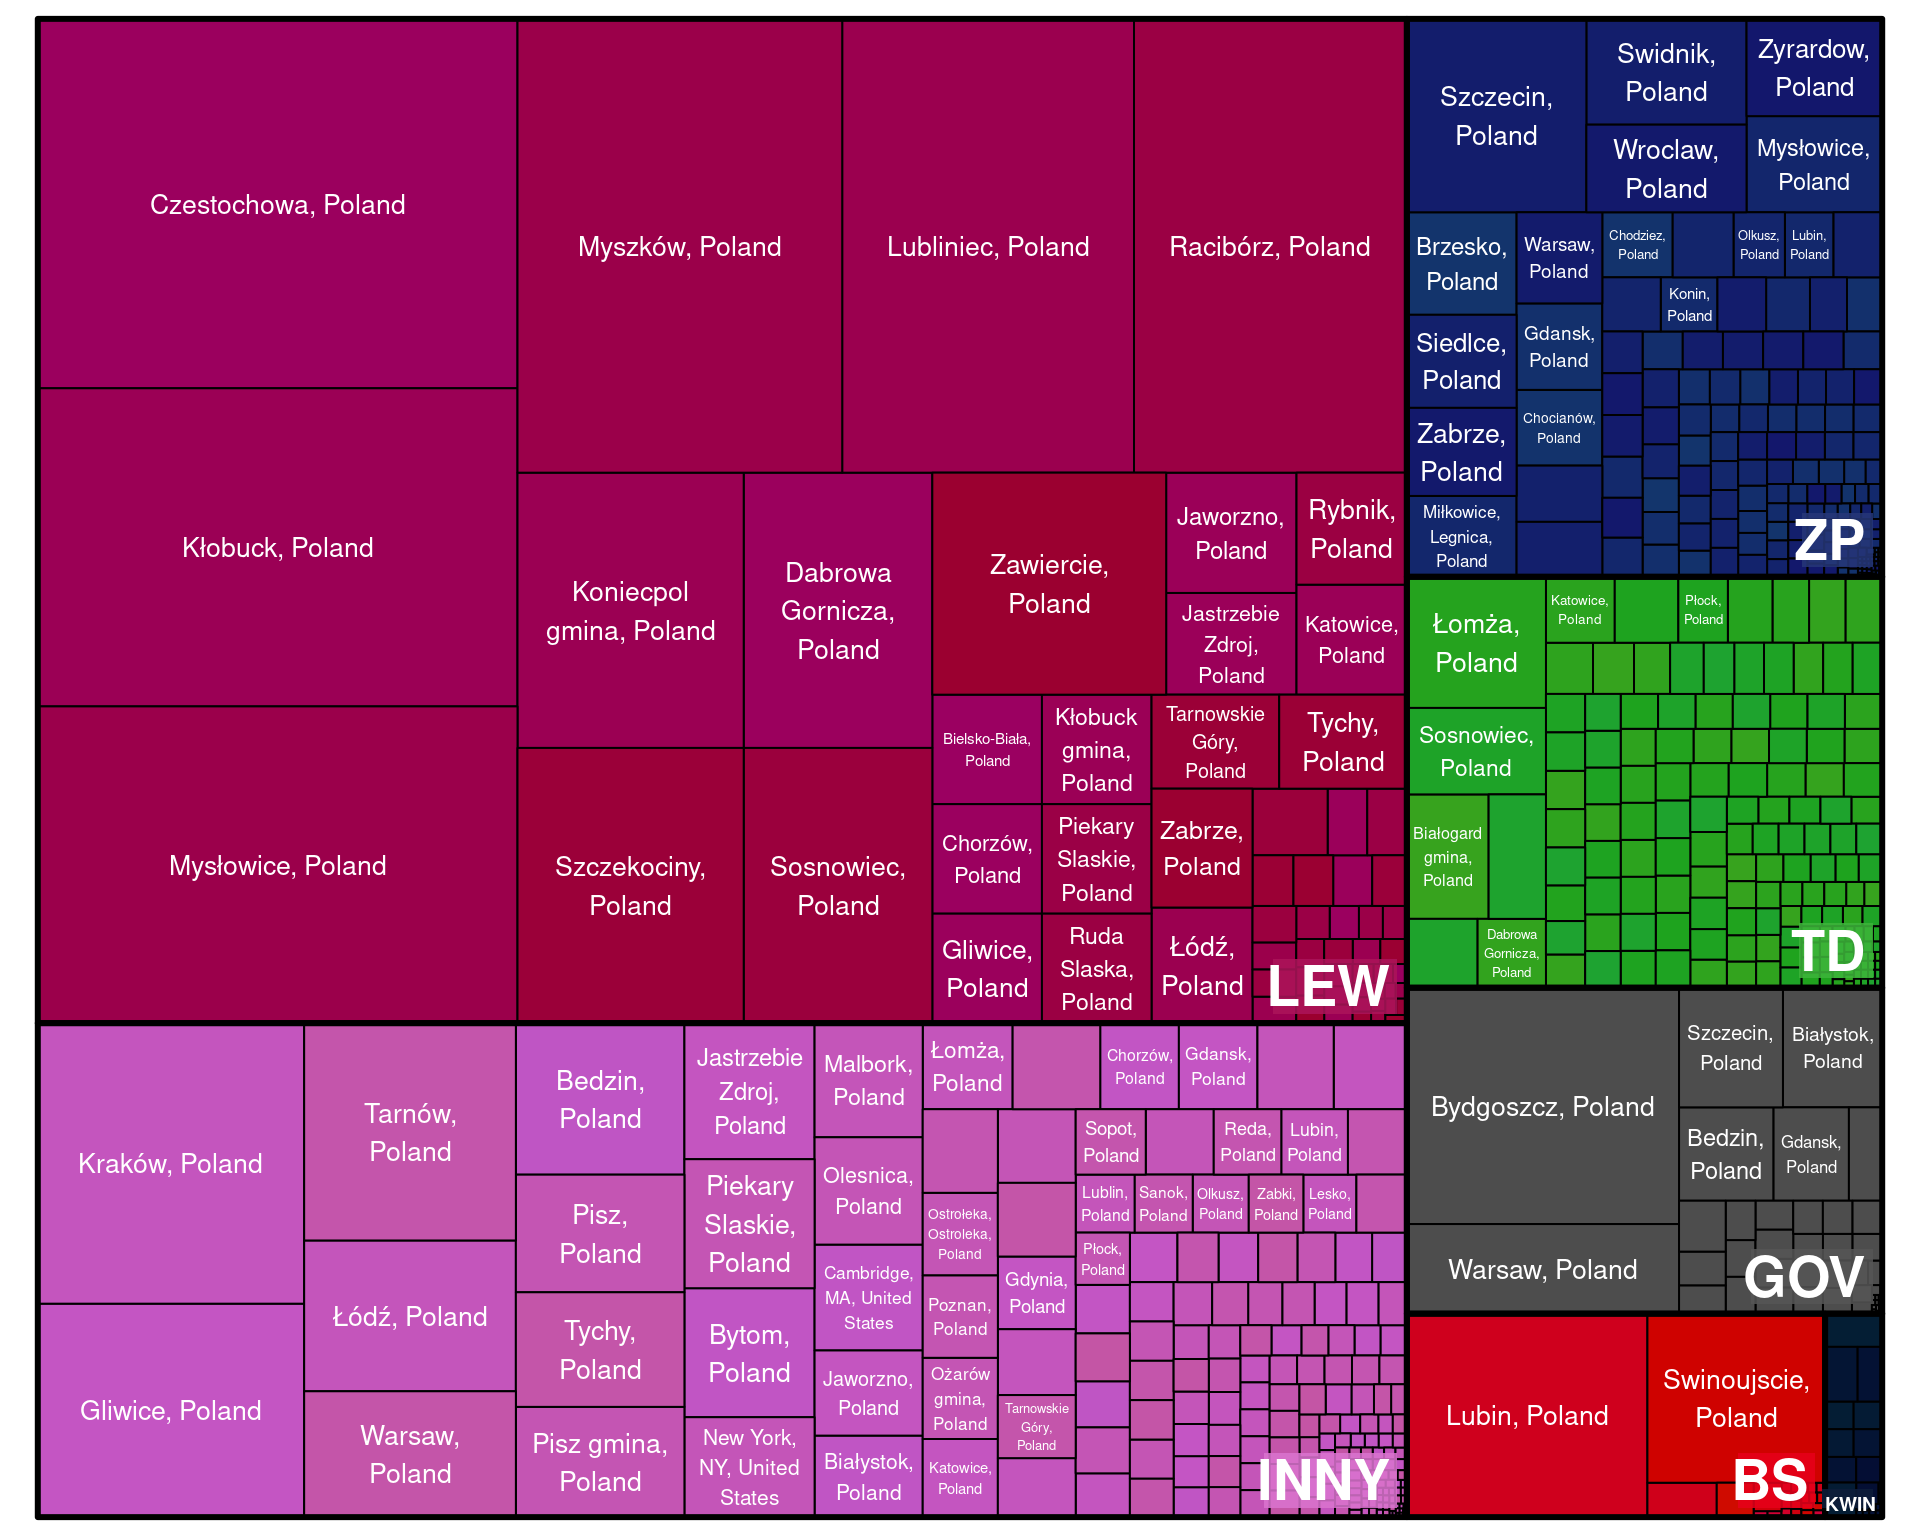 Czestochowa, Poland
Kłobuck, Poland
Mysłowice, Poland
Myszków, Poland
Lubliniec, Poland
Racibórz, Poland
Koniecpol
gmina, Poland
Dabrowa
Gornicza,
Poland
Szczekociny,
Poland
Sosnowiec,
Poland
Zawiercie,
Poland
Jaworzno,
Poland
Jastrzebie
Zdroj,
Poland
Rybnik,
Poland
Katowice,
Poland
Bielsko-Biała,
Poland
Kłobuck
gmina,
Poland
Chorzów,
Poland
Piekary
Slaskie,
Poland
Gliwice,
Poland
Ruda
Slaska,
Poland
Tarnowskie
Góry,
Poland
Tychy,
Poland
Zabrze,
Poland
Łódź,
Poland
LEW
Kraków, Poland
Gliwice, Poland
Tarnów,
Poland
Łódź, Poland
Warsaw,
Poland
Bedzin,
Poland
Pisz,
Poland
Tychy,
Poland
Pisz gmina,
Poland
Jastrzebie
Zdroj,
Poland
Piekary
Slaskie,
Poland
Bytom,
Poland
New York,
NY, United
States
Malbork,
Poland
Olesnica,
Poland
Cambridge,
MA, United
States
Jaworzno,
Poland
Białystok,
Poland
Łomża,
Poland
Chorzów,
Poland
Gdansk,
Poland
Ostrołeka,
Ostroleka,
Poland
Poznan,
Poland
Ożarów
gmina,
Poland
Katowice,
Poland
Gdynia,
Poland
Tarnowskie
Góry,
Poland
Sopot,
Poland
Reda,
Poland
Lubin,
Poland
Lublin,
Poland
Sanok,
Poland
Olkusz,
Poland
Zabki,
Poland
Lesko,
Poland
Płock,
Poland
INNY
Szczecin,
Poland
Swidnik,
Poland
Zyrardow,
Poland
Wroclaw,
Poland
Mysłowice,
Poland
Brzesko,
Poland
Siedlce,
Poland
Zabrze,
Poland
Miłkowice,
Legnica,
Poland
Warsaw,
Poland
Gdansk,
Poland
Chocianów,
Poland
Chodziez,
Poland
Olkusz,
Poland
Lubin,
Poland
Konin,
Poland
ZP
Łomża,
Poland
Sosnowiec,
Poland
Białogard
gmina,
Poland
Dabrowa
Gornicza,
Poland
Katowice,
Poland
Płock,
Poland
TD
Bydgoszcz, Poland
Warsaw, Poland
Szczecin,
Poland
Białystok,
Poland
Bedzin,
Poland
Gdansk,
Poland
GOV
Lubin, Poland
Swinoujscie,
Poland
BS
KWIN